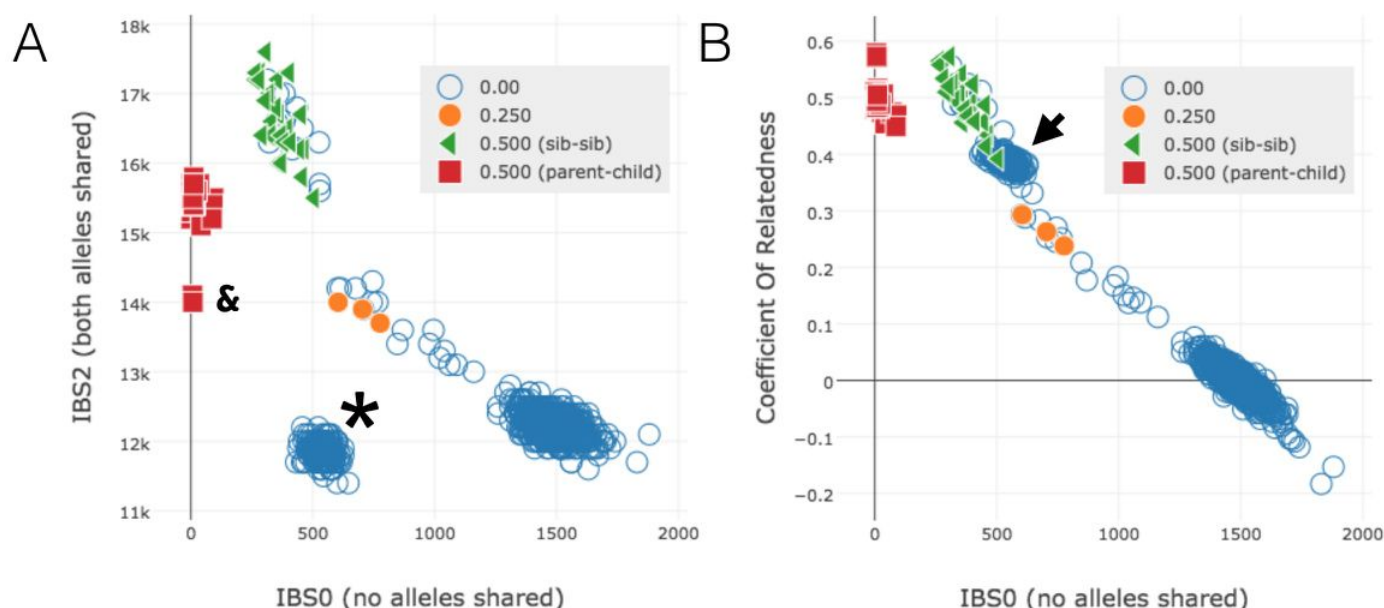 A
IBS2 (both alleles shared)
18k
17k
16k
15k
14k
13k
12k
11k
0
500
1000
1500
2000
IBS0 (no alleles shared)
0.00
0.250
0.500 (sib-sib)
0.500 (parent-child)
&
*
B
Coefficient Of Relatedness
0.6
0.5
0.4
0.3
0.2
0.1
0
−0.1
−0.2
0
500
1000
1500
2000
IBS0 (no alleles shared)
0.00
0.250
0.500 (sib-sib)
0.500 (parent-child)